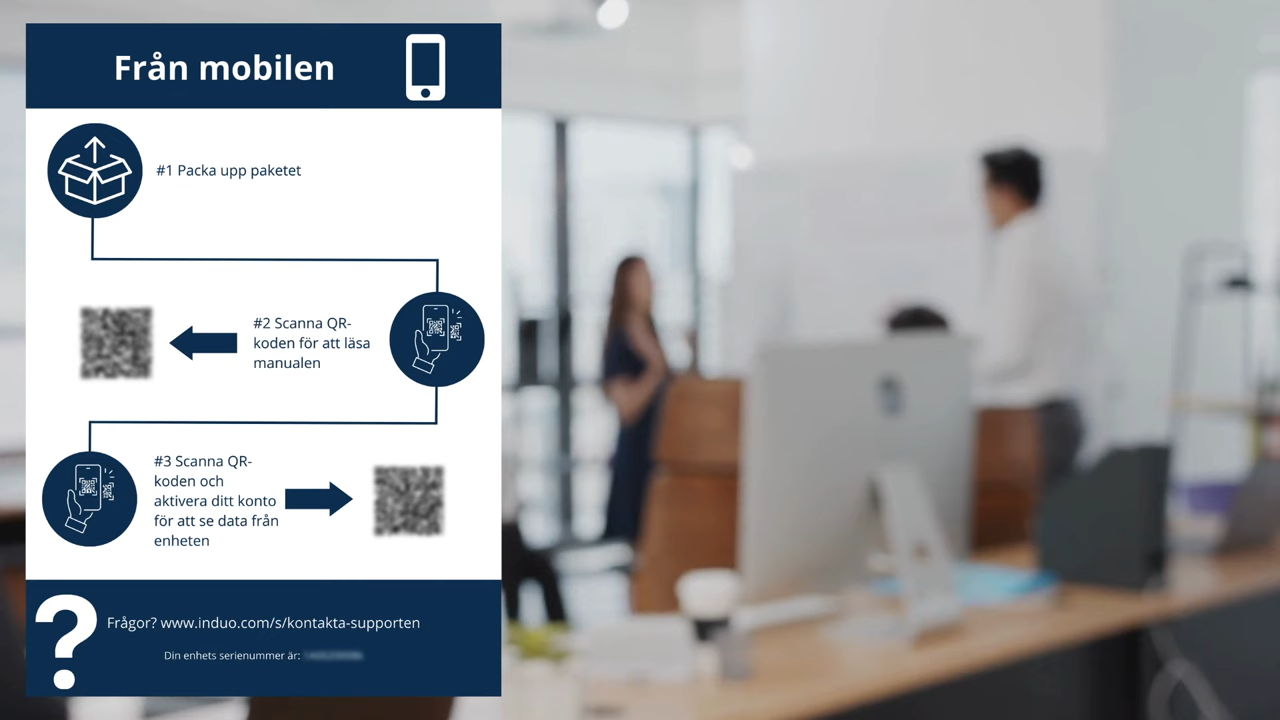 Från mobilen
#1 Packa upp paketet
#2 Scanna QR-
koden för att läsa
manualen
#3 Scanna QR-
koden och
aktivera ditt konto
för att se data från
enheten
Frågor? www.induo.com/s/kontakta-supporten
Din enhets serienummer är: